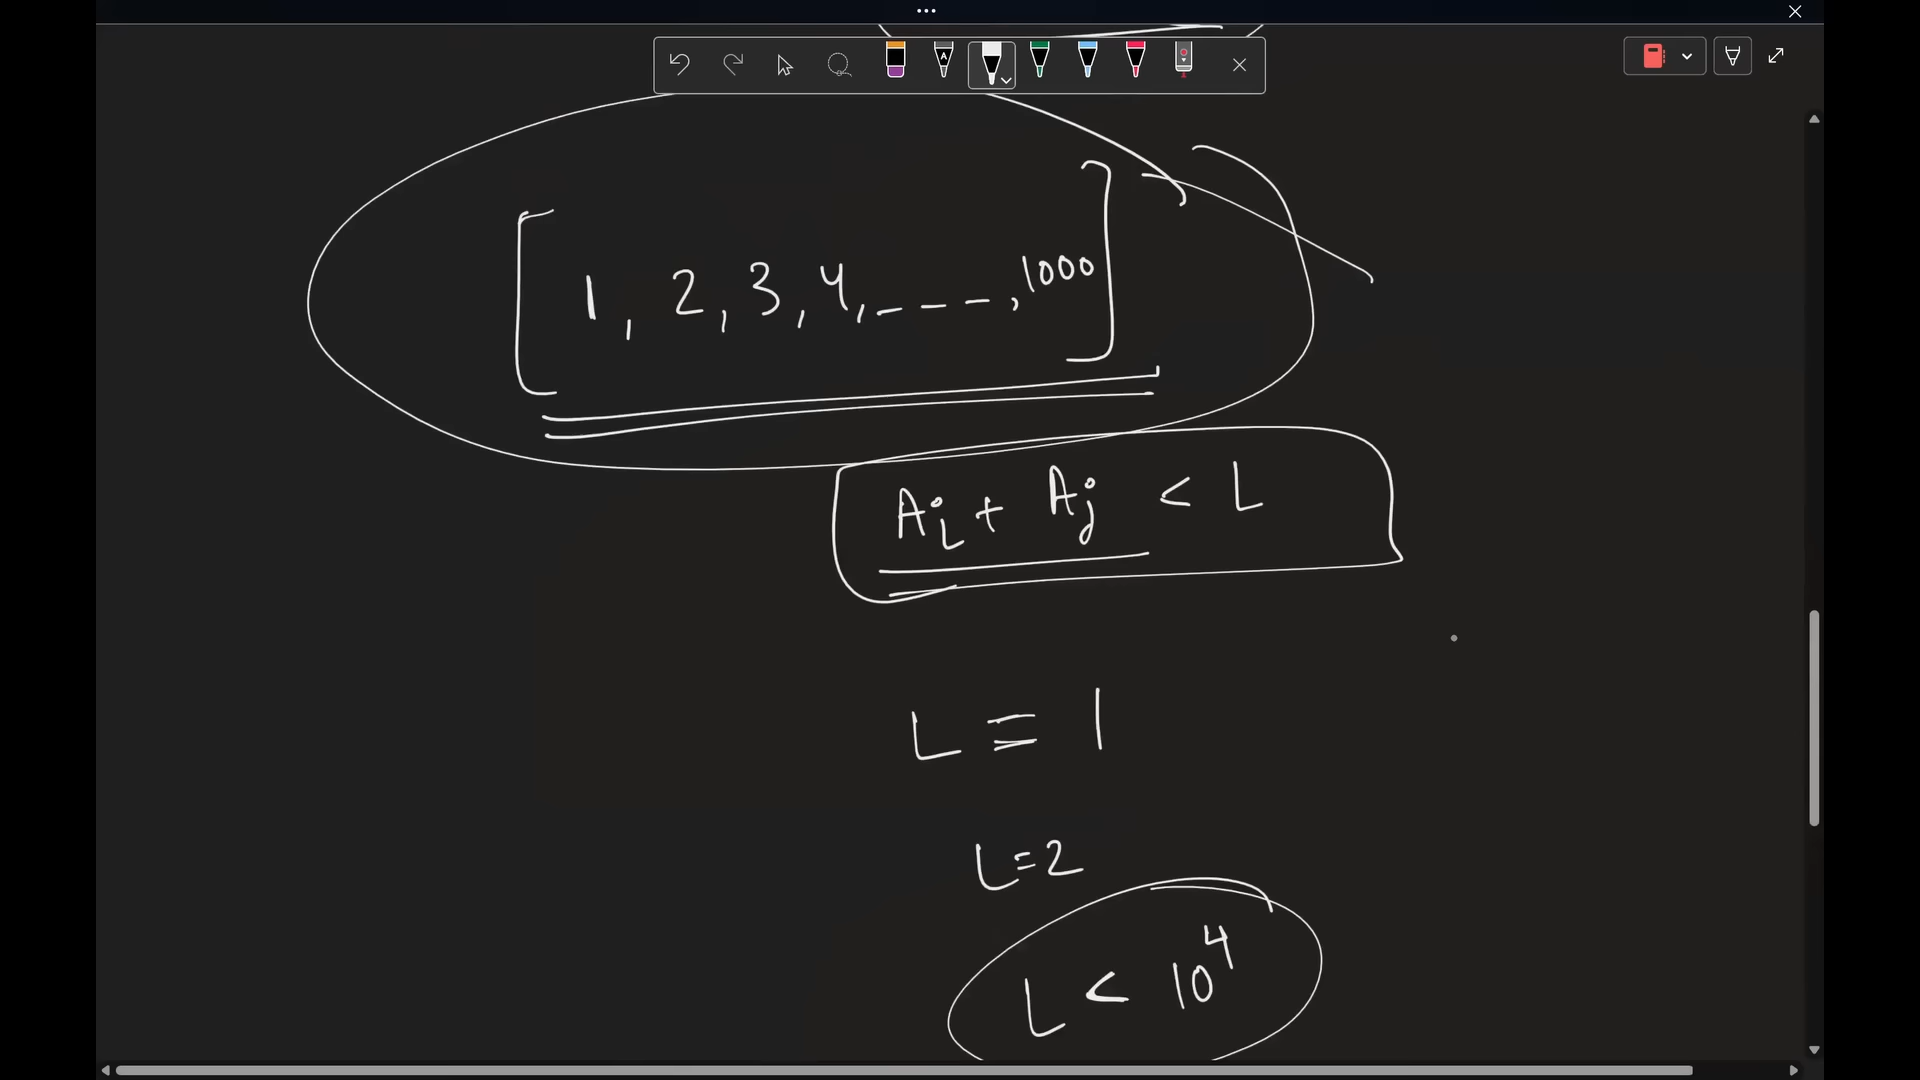 [1, 2, 3, 4, _ _ _, 1000]
Ai + Aj < L
L = 1
L=2
L < 10^4